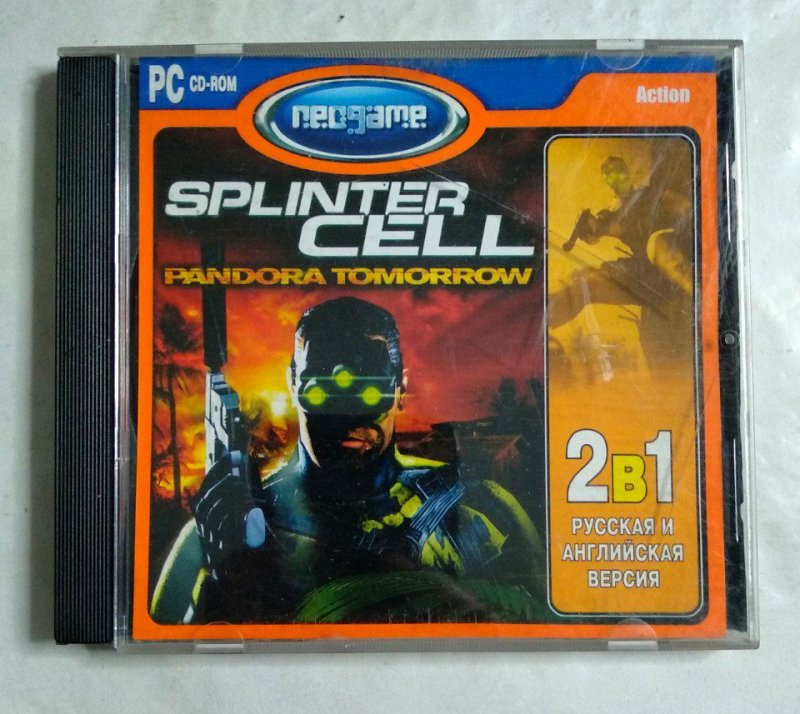 PC CD-ROM
neogame
Action
SPLINTER
CELL
PANDORA TOMORROW
2в1
РУССКАЯ И
АНГЛИЙСКАЯ
ВЕРСИЯ